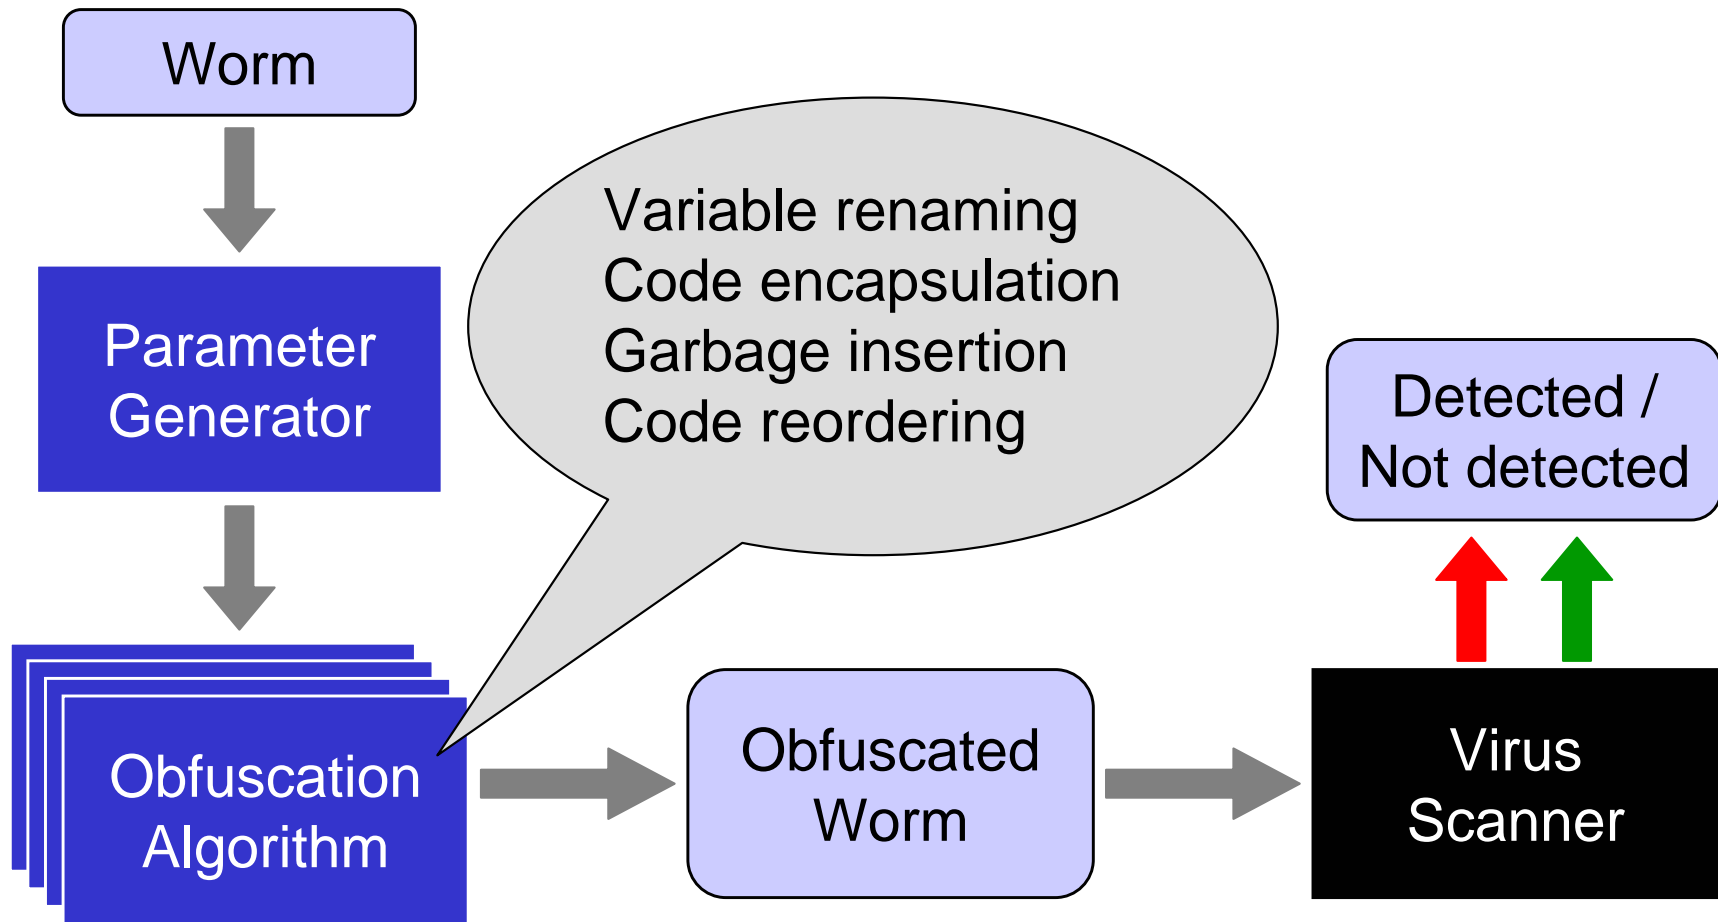 Worm
Parameter
Generator
Variable renaming
Code encapsulation
Garbage insertion
Code reordering
Obfuscation
Algorithm
Obfuscated
Worm
Virus
Scanner
Detected /
Not detected